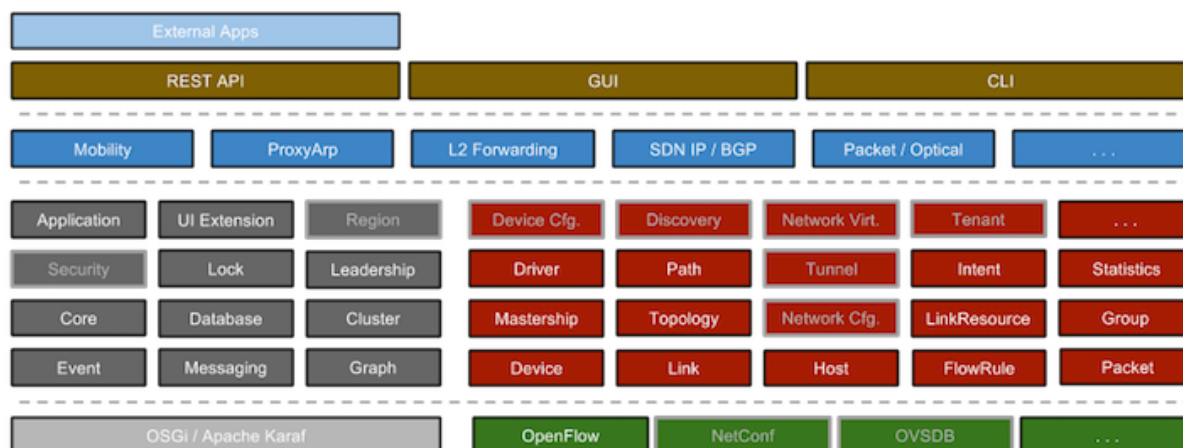 External Apps
REST API GUI CLI
Mobility ProxyArp L2 Forwarding SDN IP / BGP Packet / Optical . . .
Application UI Extension Region Device Cfg. Discovery Network Virt. Tenant . . .
Security Lock Leadership Driver Path Tunnel Intent Statistics
Core Database Cluster Mastership Topology Network Cfg. LinkResource Group
Event Messaging Graph Device Link Host FlowRule Packet
OSGi / Apache Karaf OpenFlow NetConf OVSDB . . .